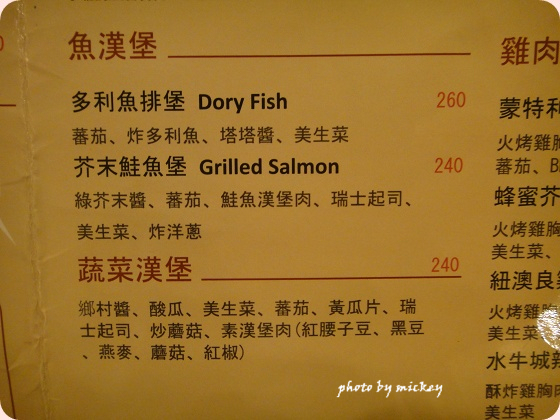 魚漢堡
多利魚排堡 Dory Fish 260
蕃茄、炸多利魚、塔塔醬、美生菜
芥末鮭魚堡 Grilled Salmon 240
綠芥末醬、蕃茄、鮭魚漢堡肉、瑞士起司、
美生菜、炸洋蔥
蔬菜漢堡 240
鄉村醬、酸瓜、美生菜、蕃茄、黃瓜片、瑞
士起司、炒蘑菇、素漢堡肉(紅腰子豆、黑豆
、燕麥、蘑菇、紅椒)
雞肉
蒙特利
火烤雞胸
蕃茄、B
蜂蜜芥
火烤雞胸
美生菜、
紐澳良
火烤雞
美生菜
水牛城
酥炸雞胸
美生菜
photo by mickey